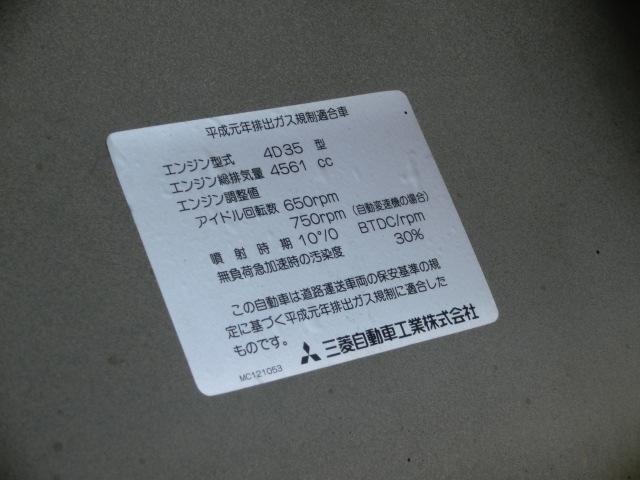 平成元年排出ガス規制適合車
エンジン型式 4D35 型
エンジン総排気量 4561 cc
エンジン調整値
アイドル回転数 650rpm
750rpm (自動変速機の場合)
噴射時期 10°/0 BTDC/rpm
無負荷急加速時の汚染度 30%
この自動車は道路運送車両の保安基準の規
定に基づく平成元年排出ガス規制に適合した
ものです。
三菱自動車工業株式会社
MC121053